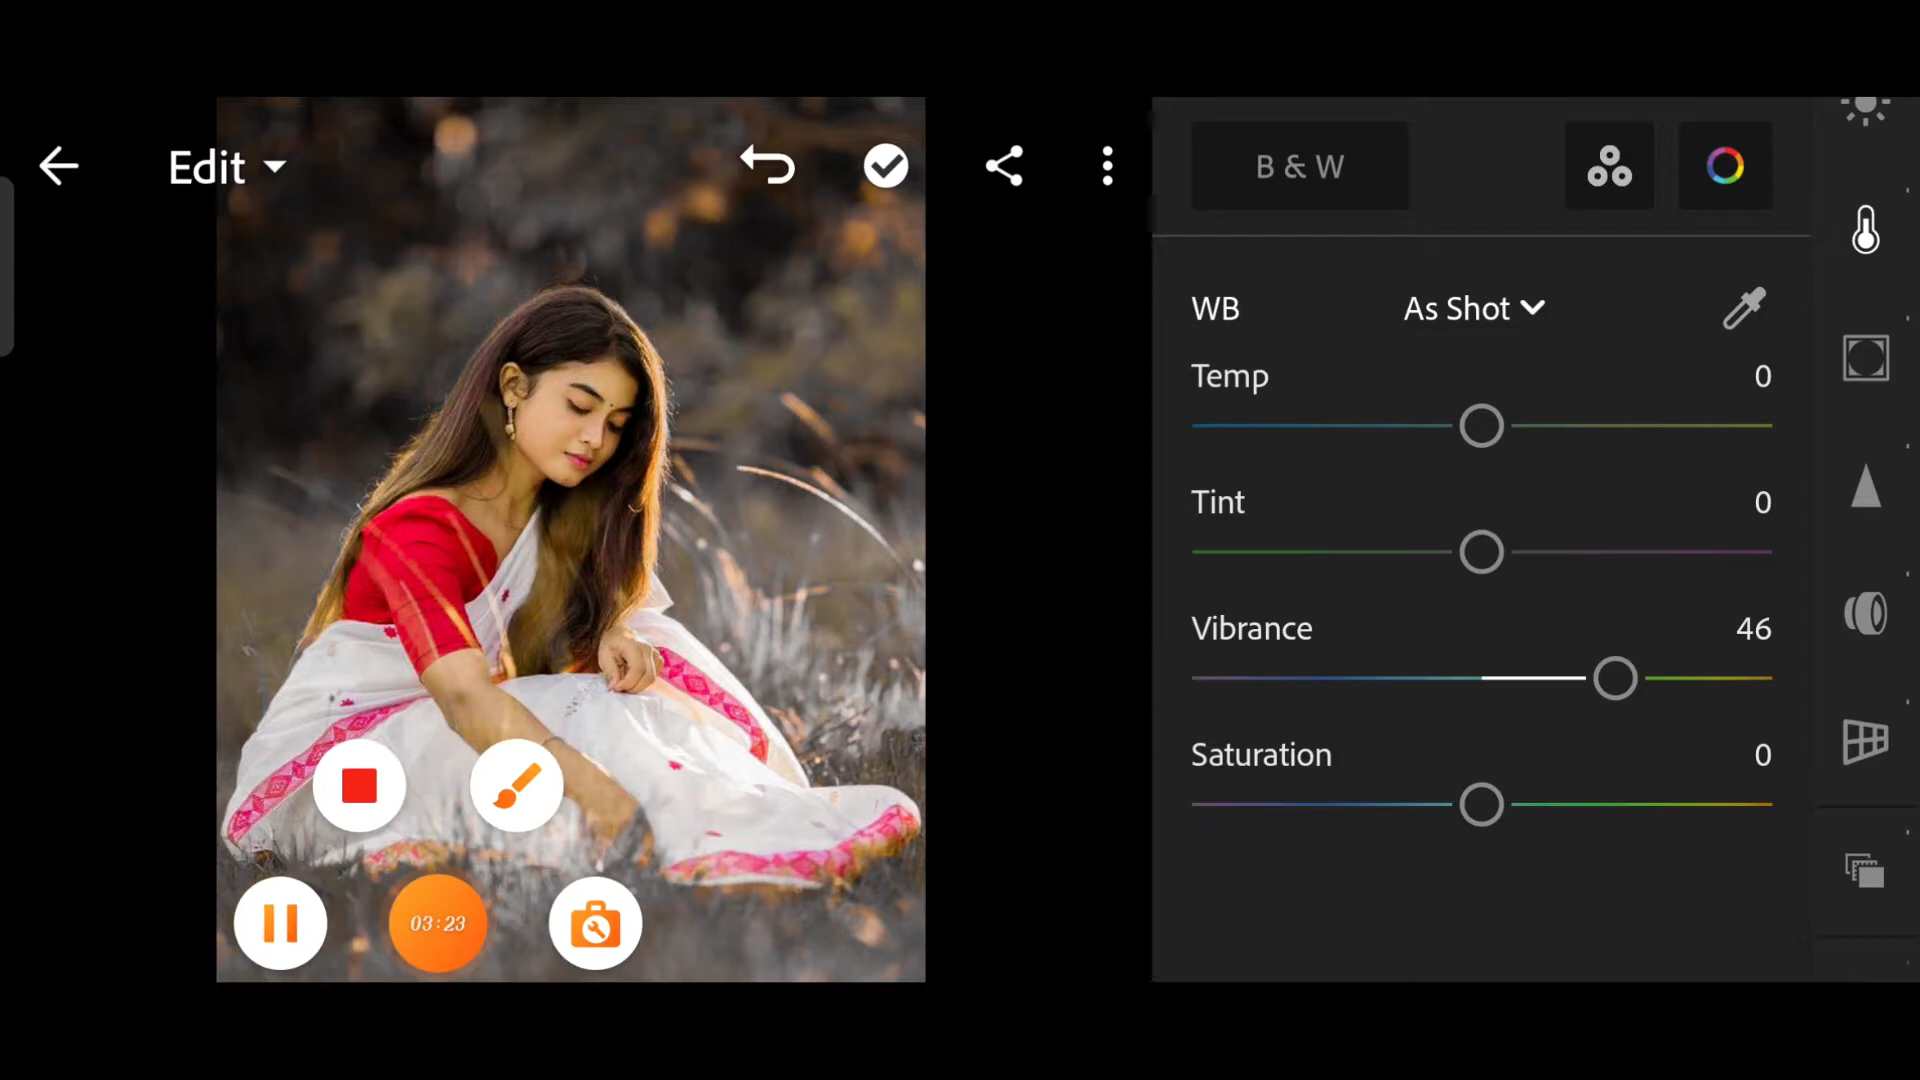 Edit
B & W
WB
As Shot
Temp
0
Tint
0
Vibrance
46
Saturation
0
03:23